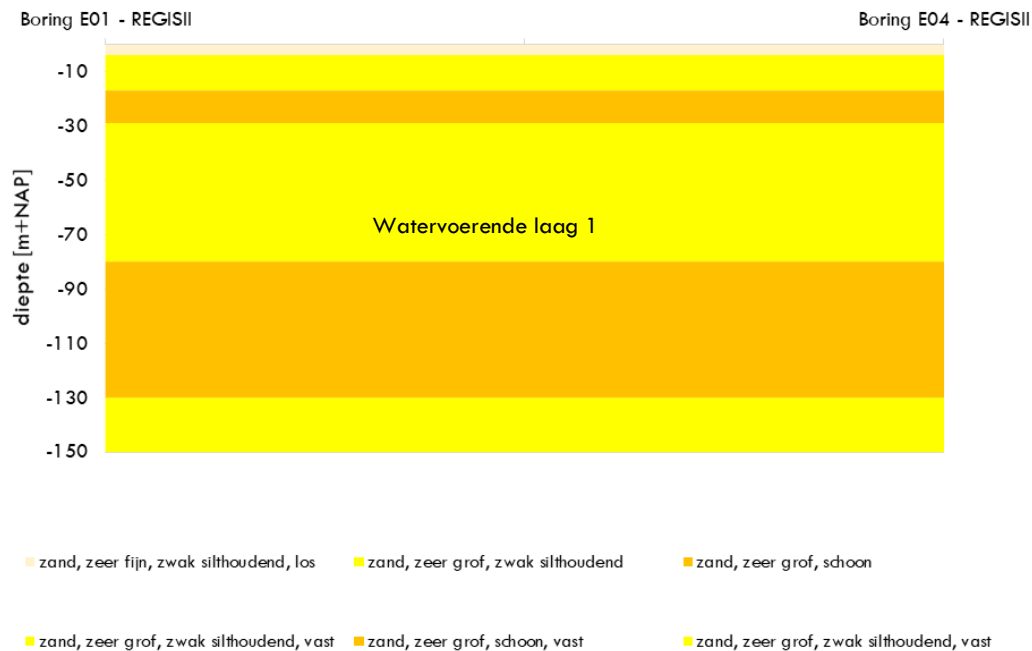 Boring E01 - REGISII
Boring E04 - REGISII
diepte [m+NAP]
-10
-30
-50
-70
-90
-110
-130
-150
Watervoerende laag 1
zand, zeer fijn, zwak silthoudend, los
zand, zeer grof, zwak silthoudend
zand, zeer grof, schoon
zand, zeer grof, zwak silthoudend, vast
zand, zeer grof, schoon, vast
zand, zeer grof, zwak silthoudend, vast